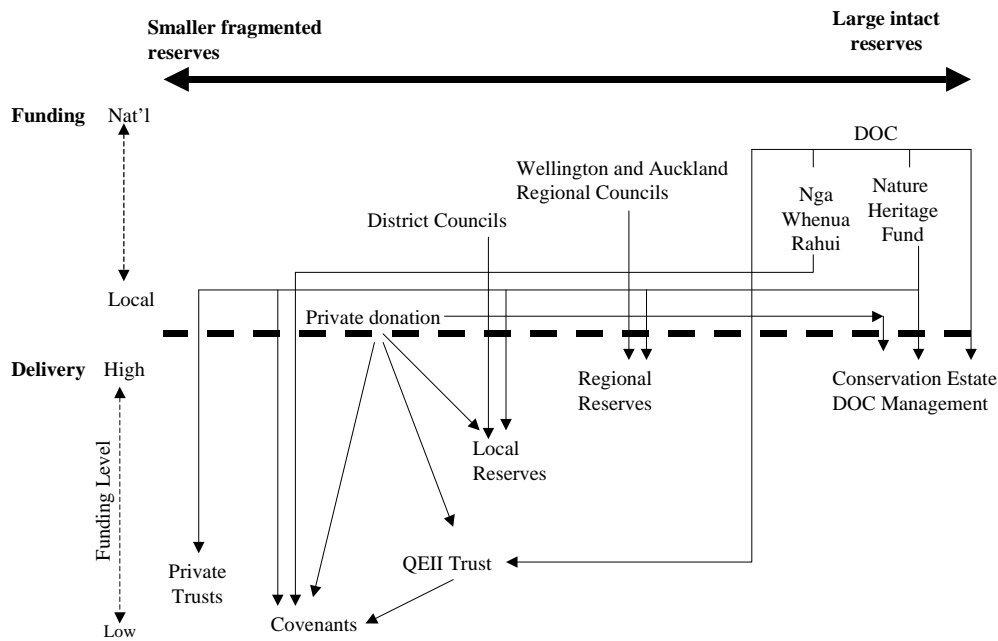 Smaller fragmented
reserves
Large intact
reserves
Funding Nat'l
DOC
Wellington and Auckland
Regional Councils
Nga
Whenua
Rahui
Nature
Heritage
Fund
District Councils
Local
Private donation
Delivery High
Regional
Reserves
Conservation Estate
DOC Management
Local
Reserves
Funding Level
QEII Trust
Private
Trusts
Covenants
Low